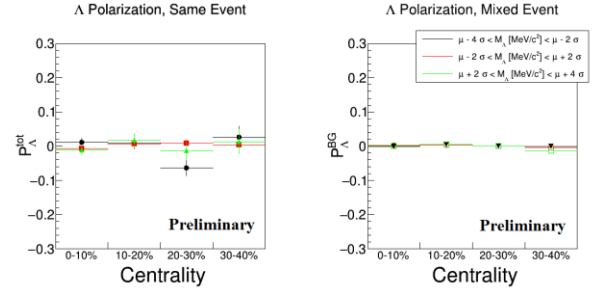 Λ Polarization, Same Event
P_Λ^tot
0.3
0.2
0.1
0
−0.1
−0.2
−0.3
Preliminary
0-10% 10-20% 20-30% 30-40%
Centrality
Λ Polarization, Mixed Event
μ - 4 σ < M_Λ [MeV/c²] < μ - 2 σ
μ - 2 σ < M_Λ [MeV/c²] < μ + 2 σ
μ + 2 σ < M_Λ [MeV/c²] < μ + 4 σ
P_Λ^BG
0.3
0.2
0.1
0
−0.1
−0.2
−0.3
Preliminary
0-10% 10-20% 20-30% 30-40%
Centrality